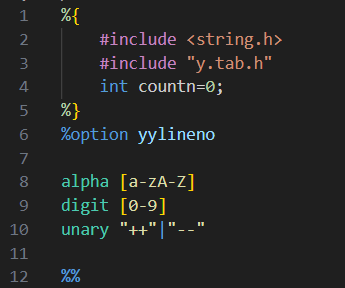 1 %{
2 #include <string.h>
3 #include "y.tab.h"
4 int countn=0;
5 %}
6 %option yylineno
7
8 alpha [a-zA-Z]
9 digit [0-9]
10 unary "++"|"--"
11
12 %%